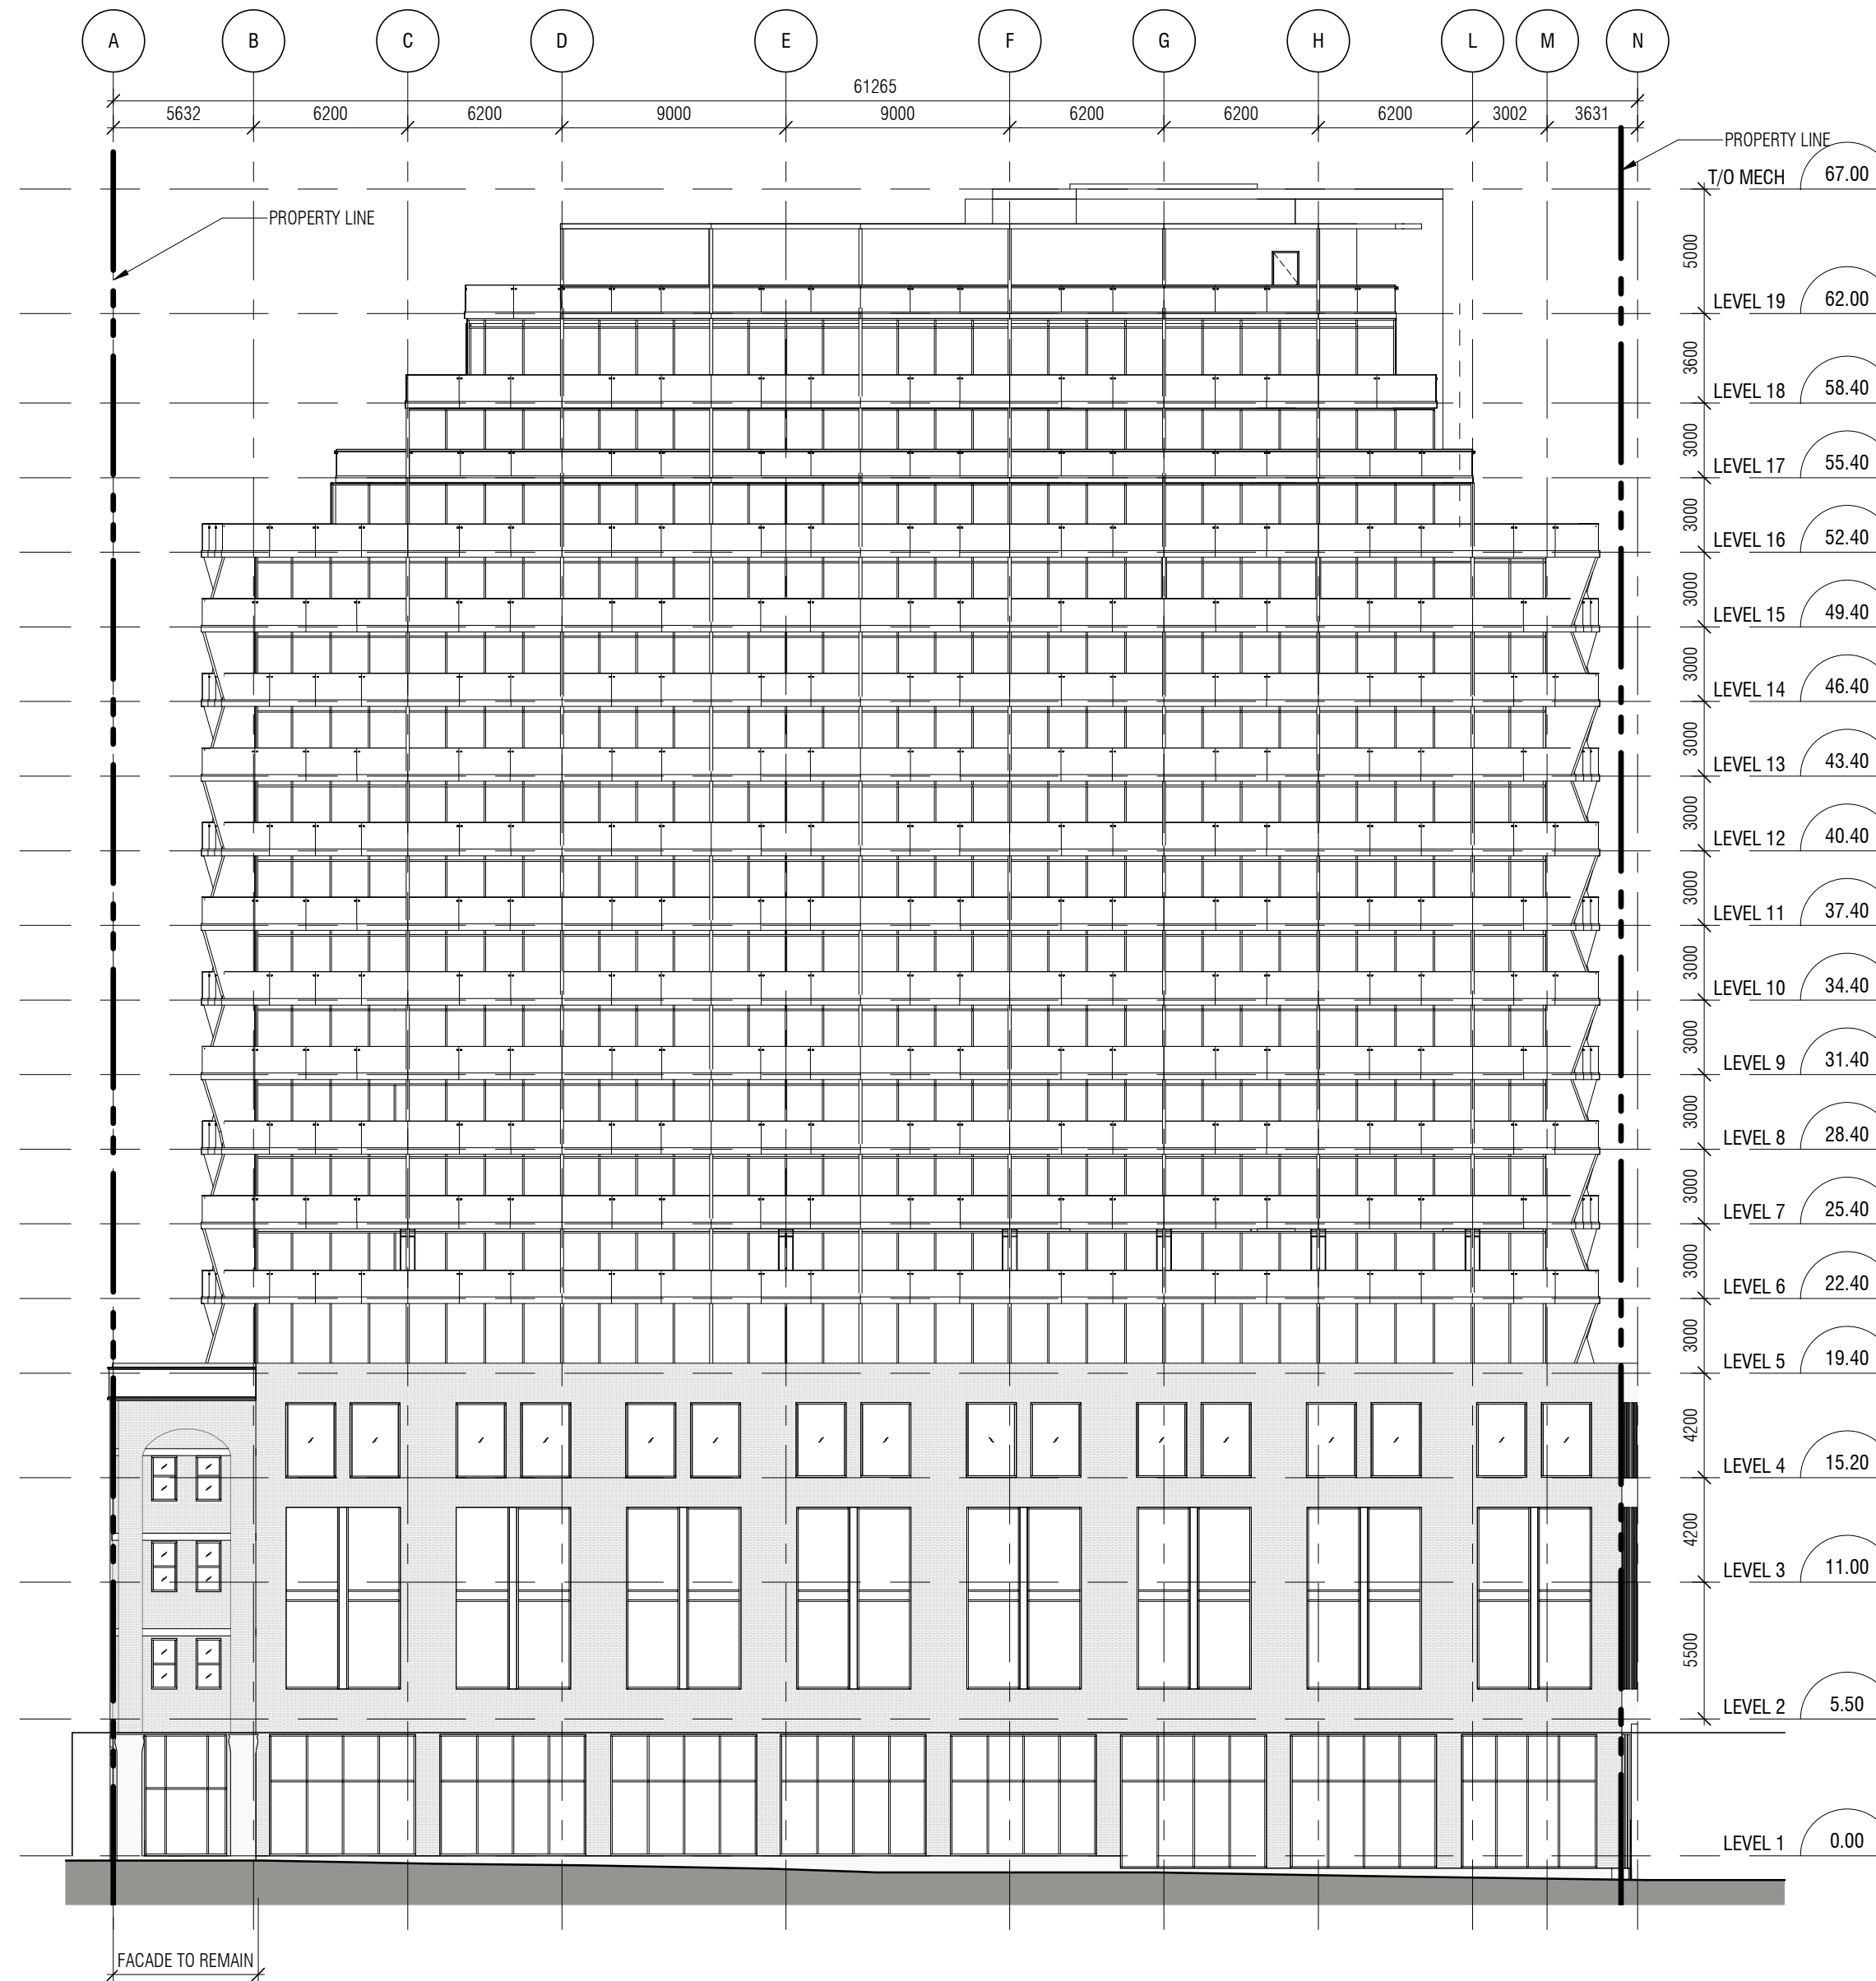 A B C D E F G H L M N
61265
5632 6200 6200 9000 9000 6200 6200 6200 3002 3631
PROPERTY LINE
PROPERTY LINE
T/O MECH 67.00
5000
LEVEL 19 62.00
3600
LEVEL 18 58.40
3000
LEVEL 17 55.40
3000
LEVEL 16 52.40
3000
LEVEL 15 49.40
3000
LEVEL 14 46.40
3000
LEVEL 13 43.40
3000
LEVEL 12 40.40
3000
LEVEL 11 37.40
3000
LEVEL 10 34.40
3000
LEVEL 9 31.40
3000
LEVEL 8 28.40
3000
LEVEL 7 25.40
3000
LEVEL 6 22.40
3000
LEVEL 5 19.40
4200
LEVEL 4 15.20
4200
LEVEL 3 11.00
5500
LEVEL 2 5.50
LEVEL 1 0.00
FACADE TO REMAIN